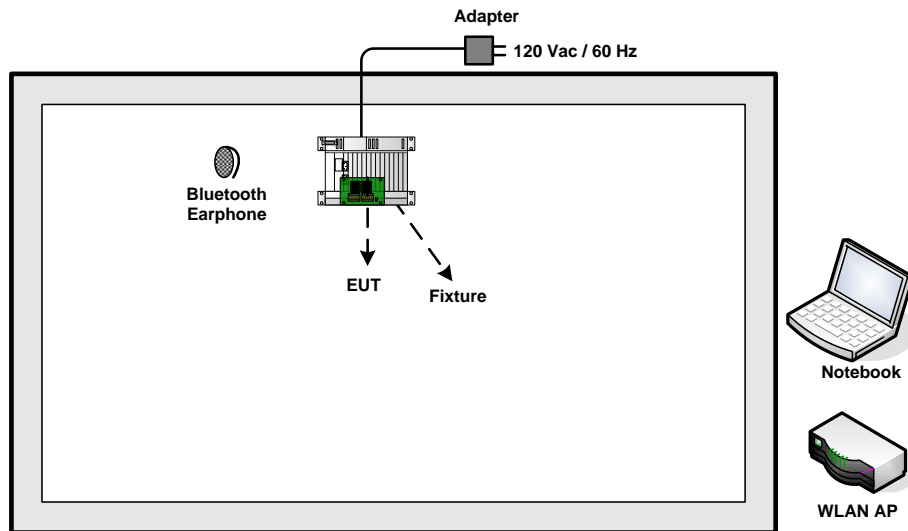 Adapter
120 Vac / 60 Hz
Bluetooth
Earphone
EUT
Fixture
Notebook
WLAN AP